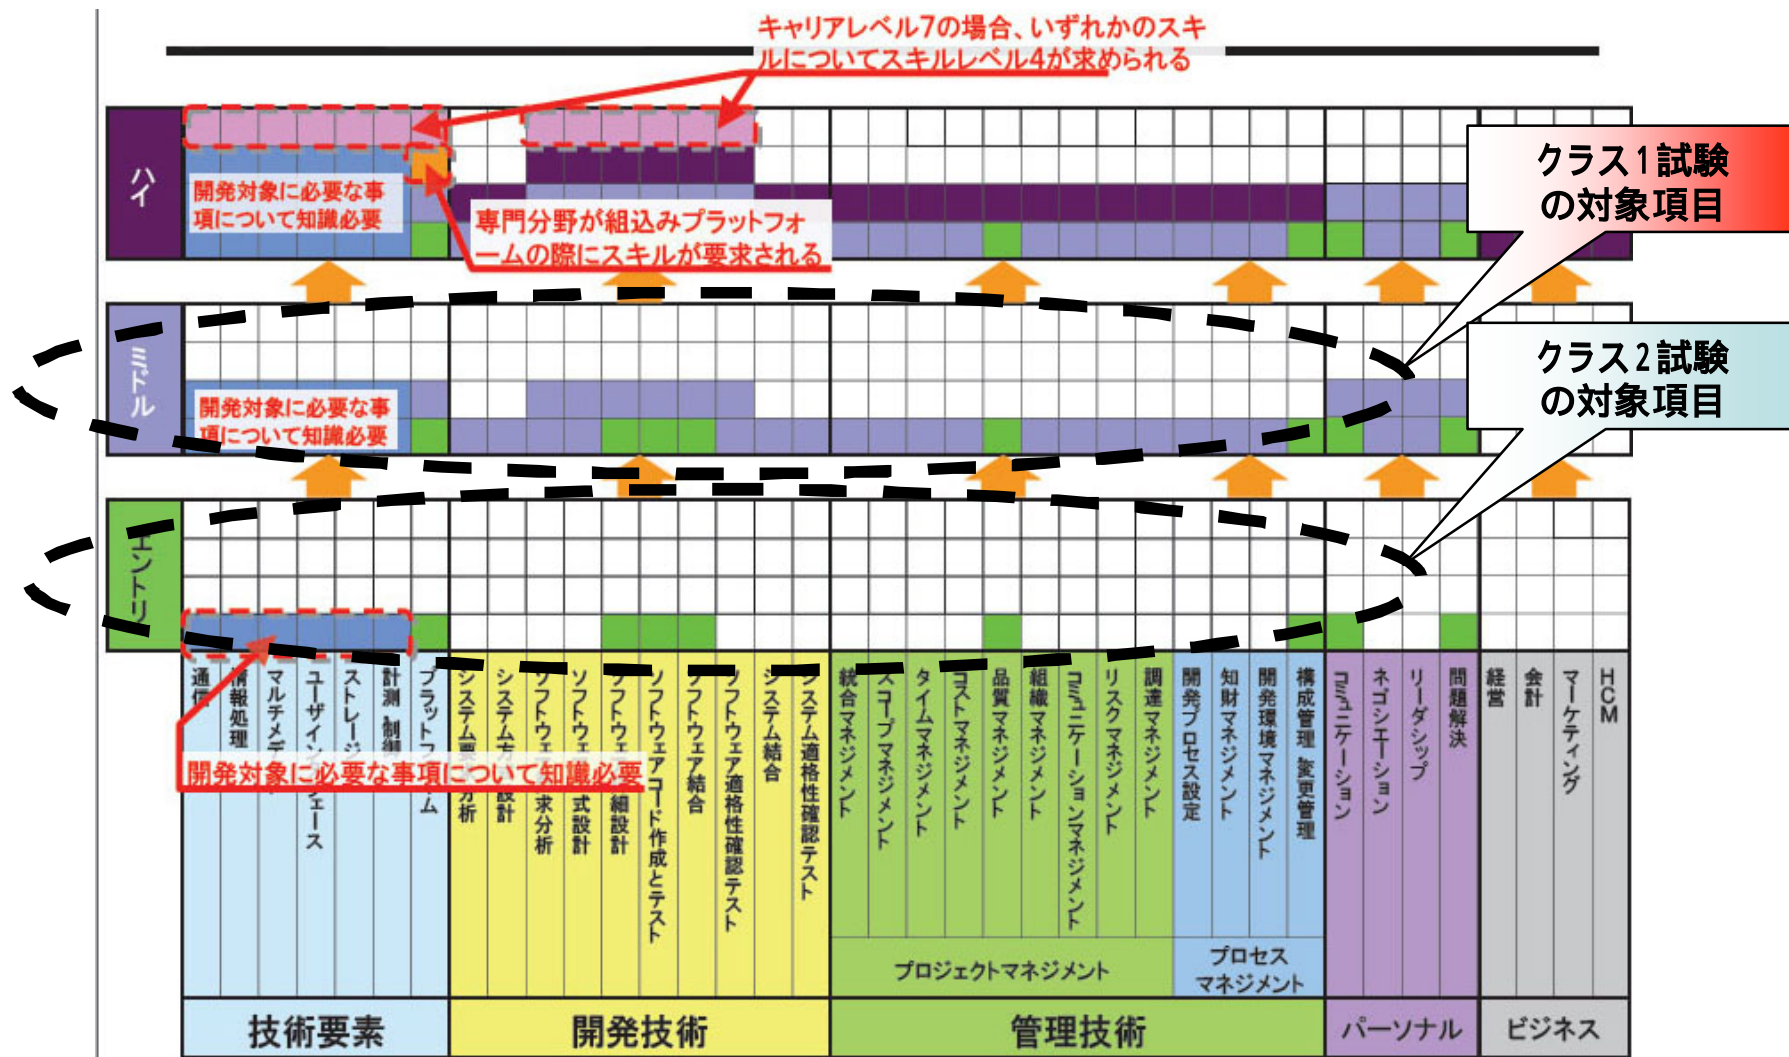 キャリアレベル7の場合、いずれかのスキ
ルについてスキルレベル4が求められる
ハイ
開発対象に必要な事
項について知識必要
専門分野が組込みプラットフォ
ームの際にスキルが要求される
クラス1試験
の対象項目
ミドル
開発対象に必要な事
項について知識必要
クラス2試験
の対象項目
エントリ
通信
情報処理
マルチメデ
ユーザインタ
ェース
ストレージ
計測・制御
プラットフ
ム
開発対象に必要な事項について知識必要
システム要
分析
システム方
設計
ソフトウェ
求分析
ソフトウェ
式設計
ソフトウェ
細設計
ソフトウェアコード作成とテスト
ソフトウェア結合
ソフトウェア適格性確認テスト
システム結合
システム適格性確認テスト
統合マネジメント
スコープマネジメント
タイムマネジメント
コストマネジメント
品質マネジメント
組織マネジメント
コミュニケーションマネジメント
リスクマネジメント
調達マネジメント
開発プロセス設定
知財マネジメント
開発環境マネジメント
構成管理・変更管理
コミュニケーション
ネゴシエーション
リーダシップ
問題解決
経営
会計
マーケティング
HCM
プロジェクトマネジメント
プロセス
マネジメント
技術要素
開発技術
管理技術
パーソナル
ビジネス